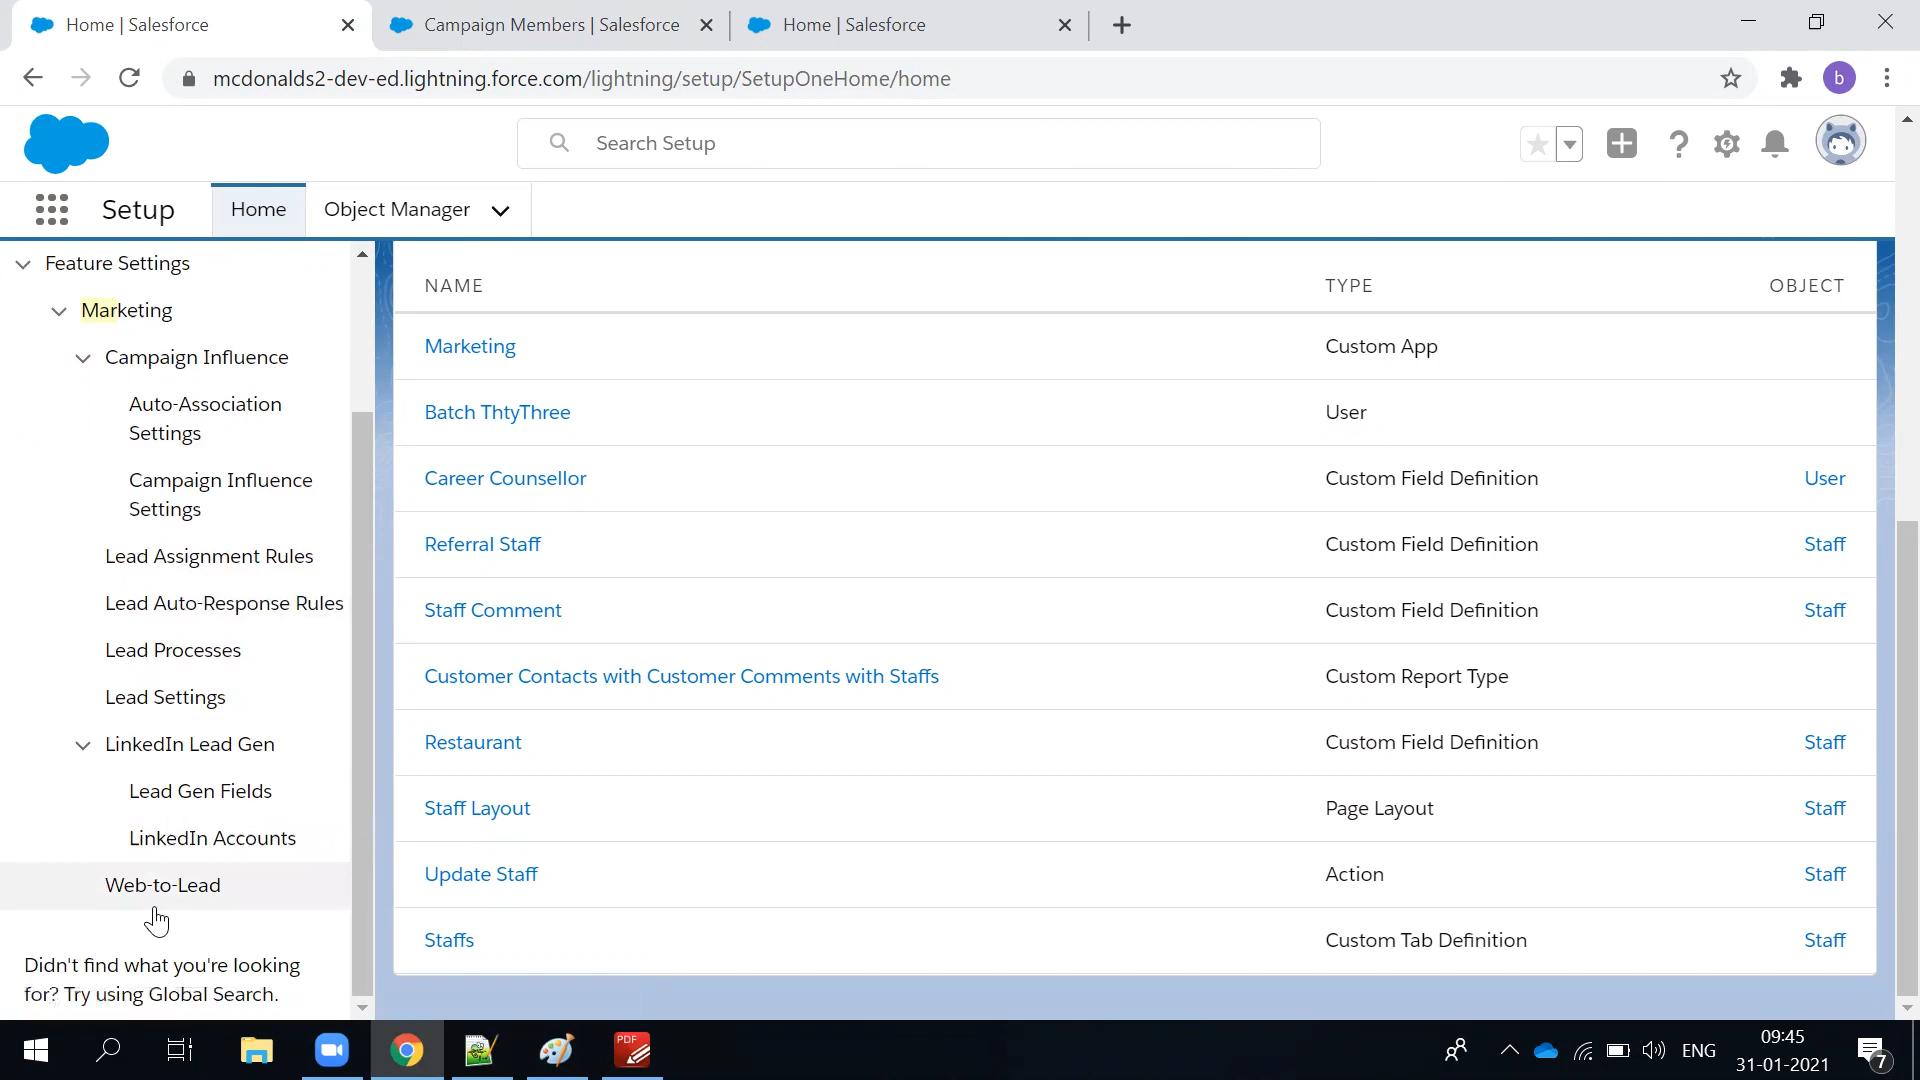 Home | Salesforce
Campaign Members | Salesforce
Home | Salesforce
mcdonalds2-dev-ed.lightning.force.com/lightning/setup/SetupOneHome/home
b
Search Setup
Setup
Home
Object Manager
Feature Settings
Marketing
Campaign Influence
Auto-Association
Settings
Campaign Influence
Settings
Lead Assignment Rules
Lead Auto-Response Rules
Lead Processes
Lead Settings
LinkedIn Lead Gen
Lead Gen Fields
LinkedIn Accounts
Web-to-Lead
Didn't find what you're looking
for? Try using Global Search.
NAME TYPE OBJECT
Marketing Custom App
Batch ThtyThree User
Career Counsellor Custom Field Definition User
Referral Staff Custom Field Definition Staff
Staff Comment Custom Field Definition Staff
Customer Contacts with Customer Comments with Staffs Custom Report Type
Restaurant Custom Field Definition Staff
Staff Layout Page Layout Staff
Update Staff Action Staff
Staffs Custom Tab Definition Staff
PDF
ENG
09:45
31-01-2021
7